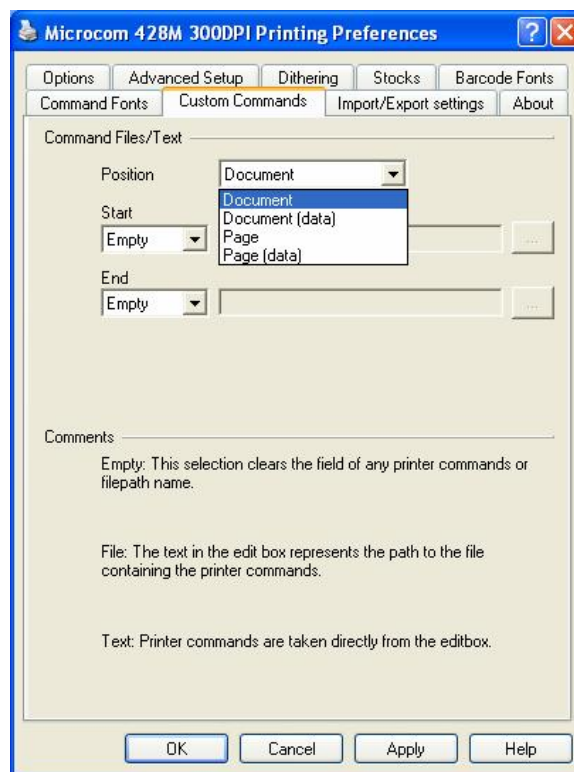 Microcom 428M 300DPI Printing Preferences
Options Advanced Setup Dithering Stocks Barcode Fonts
Command Fonts Custom Commands Import/Export settings About
Command Files/Text
Position Document
Document
Document (data)
Page
Page (data)
Start
Empty ...
End
Empty ...
Comments
Empty: This selection clears the field of any printer commands or
filepath name.
File: The text in the edit box represents the path to the file
containing the printer commands.
Text: Printer commands are taken directly from the editbox.
OK Cancel Apply Help